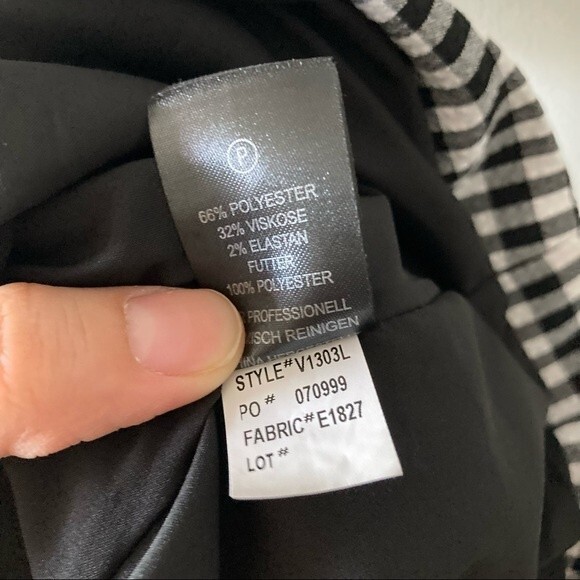 P
66% POLYESTER
32% VISKOSE
2% ELASTAN
FUTTER
100% POLYESTER
PROFESSIONELL
REINIGEN
STYLE# V1303L
PO # 070999
FABRIC# E1827
LOT #